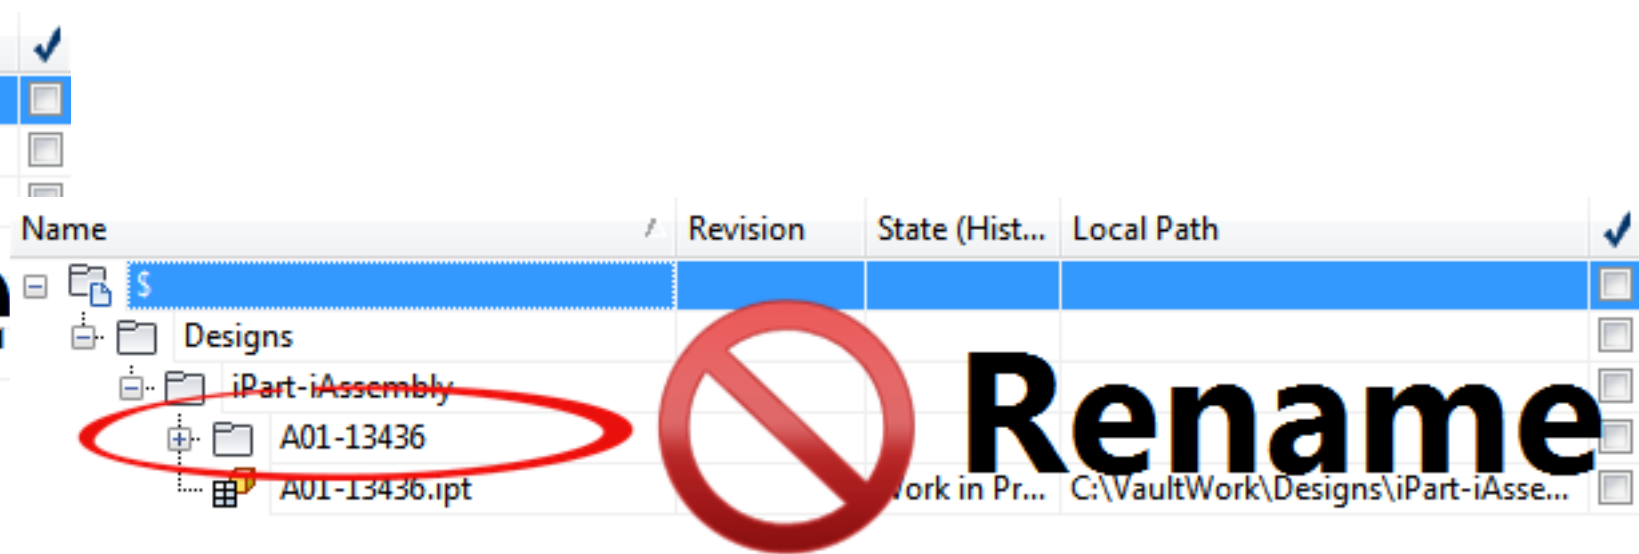 Name Revision State (Hist... Local Path
$
Designs
iPart-iAssembly
Rename
A01-13436
A01-13436.ipt ork in Pr... C:\VaultWork\Designs\iPart-iAsse...